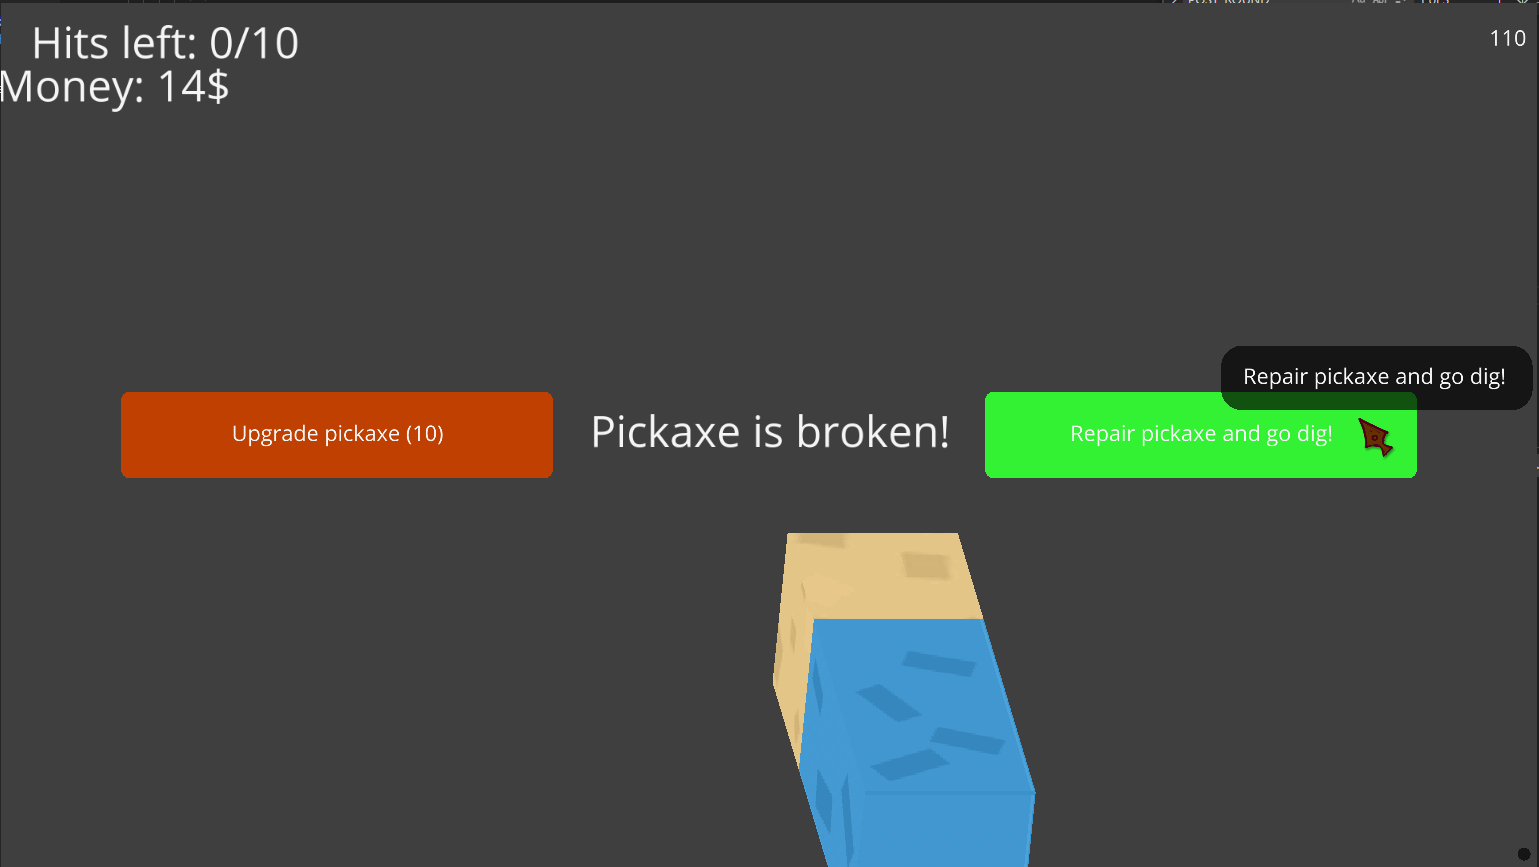 Hits left: 0/10
110
Money: 14$
Repair pickaxe and go dig!
Upgrade pickaxe (10)
Pickaxe is broken!
Repair pickaxe and go dig!